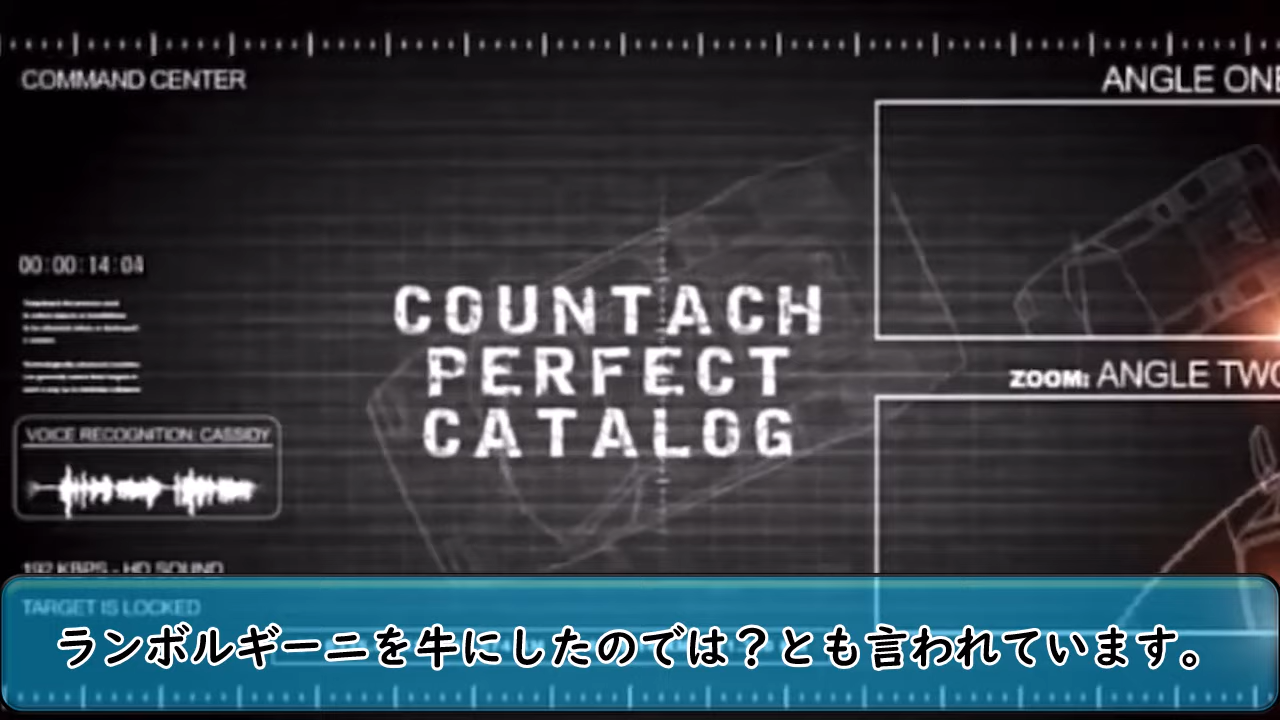 COMMAND CENTER
ANGLE ONE
00:00:14:04
COUNTACH
PERFECT
CATALOG
ZOOM: ANGLE TWO
VOICE RECOGNITION: CASSIDY
192 KBPS - HD SOUND
TARGET IS LOCKED
ランボルギーニを牛にしたのでは？とも言われています。